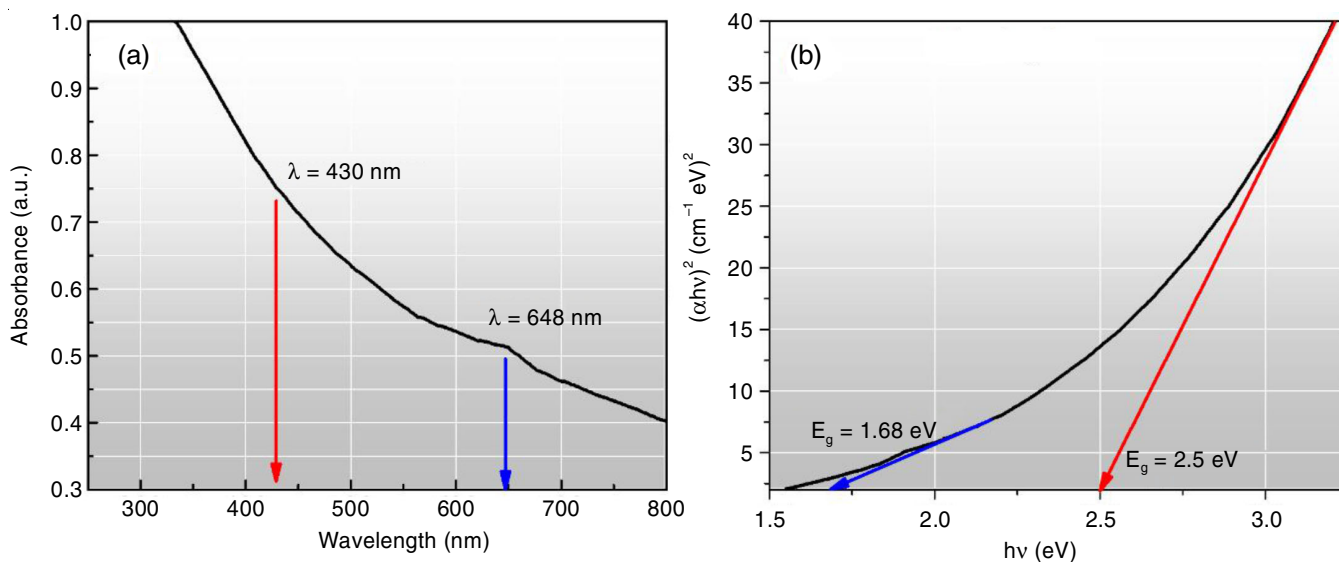 (a)
1.0
0.9
0.8
0.7
0.6
0.5
0.4
0.3
Absorbance (a.u.)
λ = 430 nm
λ = 648 nm
300 400 500 600 700 800
Wavelength (nm)
(b)
40
35
30
25
20
15
10
5
(αhν)² (cm⁻¹ eV)²
E_g = 1.68 eV
E_g = 2.5 eV
1.5 2.0 2.5 3.0
hν (eV)